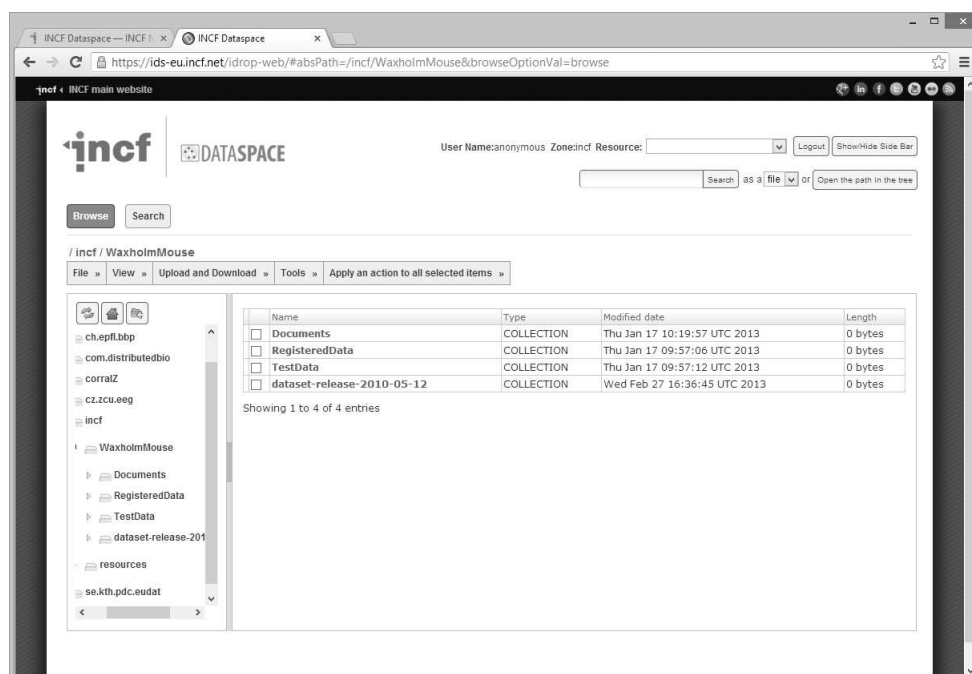 INCF Dataspace — INCF
INCF Dataspace
https://ids-eu.incf.net/idrop-web/#absPath=/incf/WaxholmMouse&browseOptionVal=browse
incf INCF main website
incf DATASPACE
User Name:anonymous Zone:incf Resource: Logout Show/Hide Side Bar
Search as a file or Open the path in the tree
Browse Search
/ incf / WaxholmMouse
File » View » Upload and Download » Tools » Apply an action to all selected items »
Name Type Modified date Length
Documents COLLECTION Thu Jan 17 10:19:57 UTC 2013 0 bytes
RegisteredData COLLECTION Thu Jan 17 09:57:06 UTC 2013 0 bytes
TestData COLLECTION Thu Jan 17 09:57:12 UTC 2013 0 bytes
dataset-release-2010-05-12 COLLECTION Wed Feb 27 16:36:45 UTC 2013 0 bytes
Showing 1 to 4 of 4 entries
ch.epfl.bbp
com.distributedbio
corralZ
cz.zcu.eeg
incf
WaxholmMouse
Documents
RegisteredData
TestData
dataset-release-201
resources
se.kth.pdc.eudat